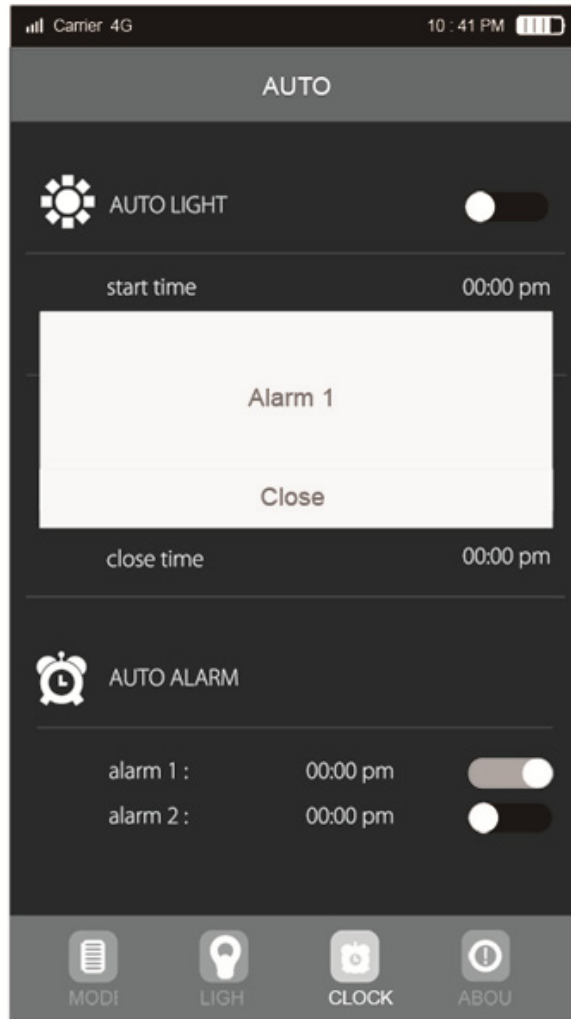 Carrier 4G 10:41 PM
AUTO
AUTO LIGHT
start time 00:00 pm
Alarm 1
Close
close time 00:00 pm
AUTO ALARM
alarm 1 : 00:00 pm
alarm 2 : 00:00 pm
MODE LIGH CLOCK ABOU